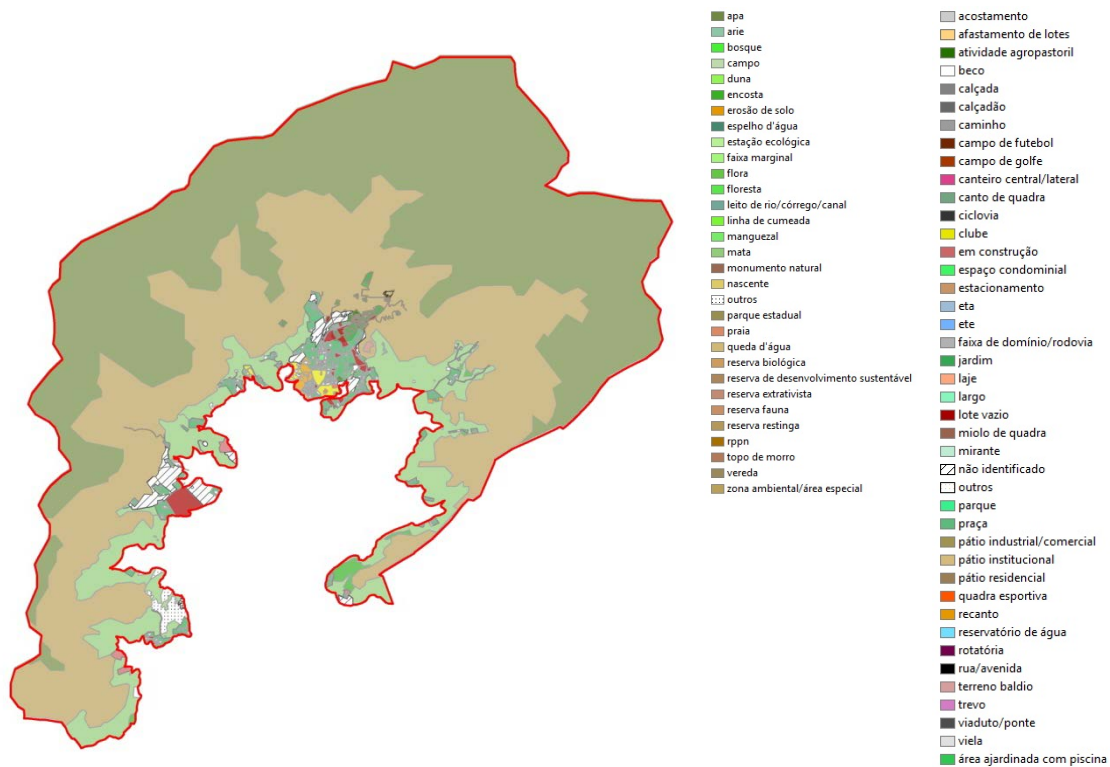 apa
arie
bosque
campo
duna
encosta
erosão de solo
espelho d'água
estação ecológica
faixa marginal
flora
floresta
leito de rio/córrego/canal
linha de cumeada
manguezal
mata
monumento natural
nascente
outros
parque estadual
praia
queda d'água
reserva biológica
reserva de desenvolvimento sustentável
reserva extrativista
reserva fauna
reserva restinga
rppn
topo de morro
vereda
zona ambiental/área especial
acostamento
afastamento de lotes
atividade agropastoril
beco
calçada
calçadão
caminho
campo de futebol
campo de golfe
canteiro central/lateral
canto de quadra
ciclovia
clube
em construção
espaço condominial
estacionamento
eta
ete
faixa de domínio/rodovia
jardim
laje
largo
lote vazio
miolo de quadra
mirante
não identificado
outros
parque
praça
pátio industrial/comercial
pátio institucional
pátio residencial
quadra esportiva
recanto
reservatório de água
rotatória
rua/avenida
terreno baldio
trevo
viaduto/ponte
viela
área ajardinada com piscina